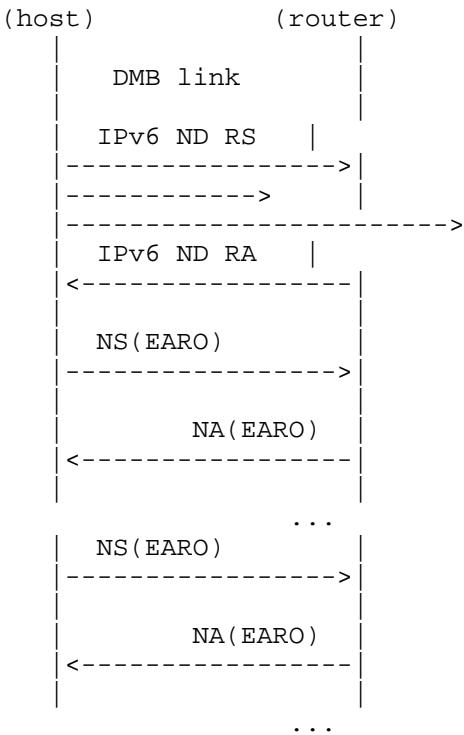 (host) (router)
DMB link
IPv6 ND RS |
----------------->
------------>
------------------------>
IPv6 ND RA |
<-----------------
NS(EARO)
----------------->
NA(EARO)
<-----------------
...
NS(EARO)
----------------->
NA(EARO)
<-----------------
...